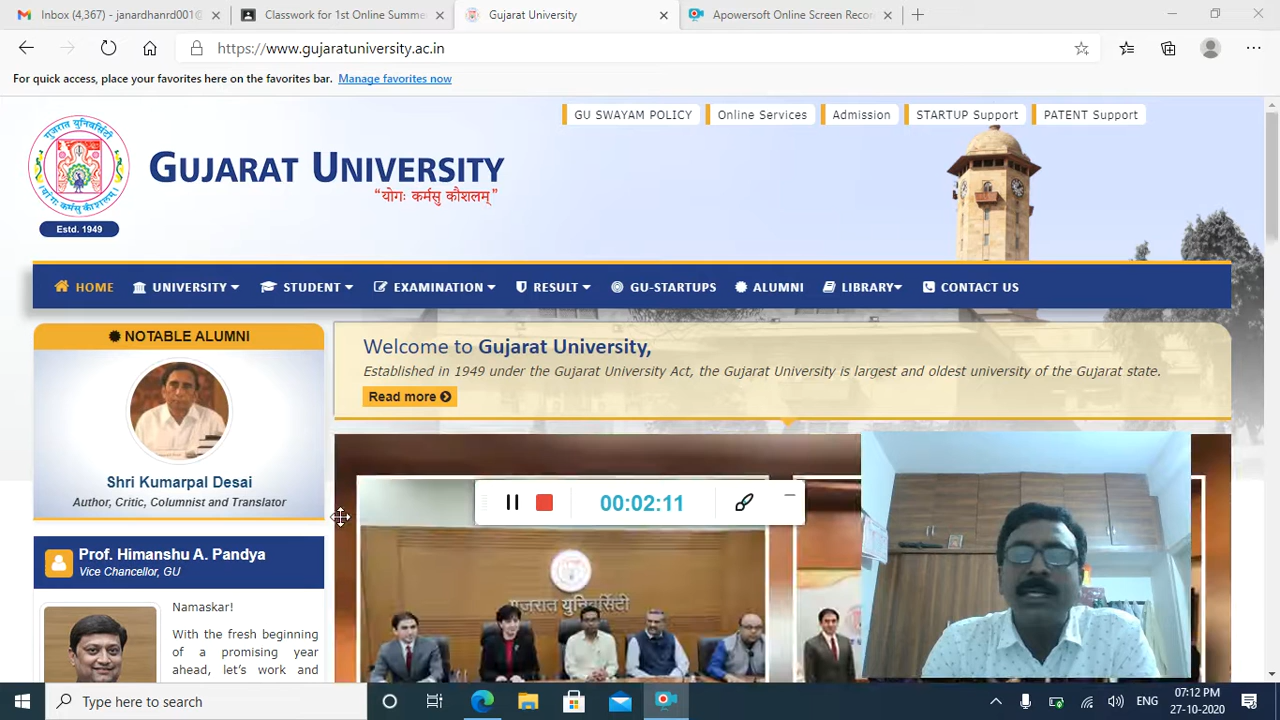 Inbox (4,367) - janardhanrd001@
Classwork for 1st Online Summe
Gujarat University
Apowersoft Online Screen Recor
https://www.gujaratuniversity.ac.in
For quick access, place your favorites here on the favorites bar. Manage favorites now
GU SWAYAM POLICY
Online Services
Admission
STARTUP Support
PATENT Support
गुजरात युनिवर्सिटी
योगः कर्मसु कौशलम्
Estd. 1949
GUJARAT UNIVERSITY
“योगः कर्मसु कौशलम्”
HOME
UNIVERSITY
STUDENT
EXAMINATION
RESULT
GU-STARTUPS
ALUMNI
LIBRARY
CONTACT US
NOTABLE ALUMNI
Shri Kumarpal Desai
Author, Critic, Columnist and Translator
Welcome to Gujarat University,
Established in 1949 under the Gujarat University Act, the Gujarat University is largest and oldest university of the Gujarat state.
Read more
00:02:11
Prof. Himanshu A. Pandya
Vice Chancellor, GU
Namaskar!
With the fresh beginning
of a promising year
ahead, let’s work and
Type here to search
ENG
07:12 PM
27-10-2020